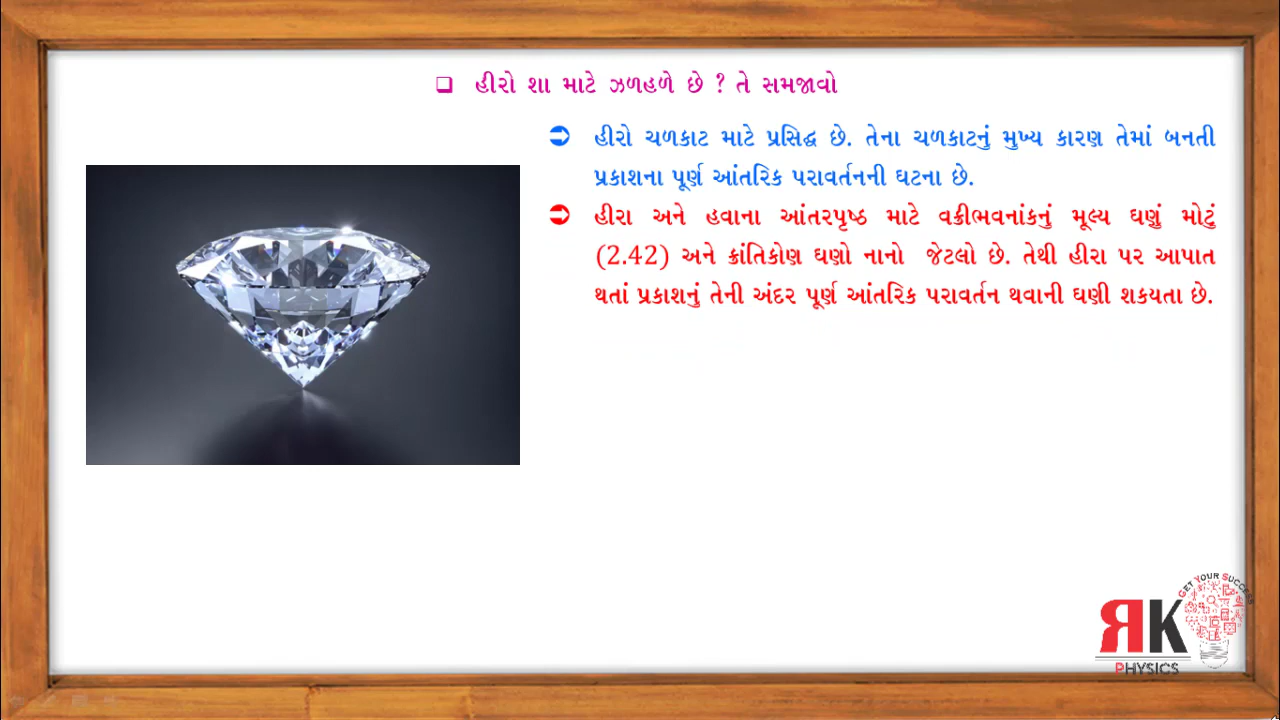 ❑ હીરો શા માટે ઝળહળે છે ? તે સમજાવો
➲ હીરો ચળકાટ માટે પ્રસિદ્ધ છે. તેના ચળકાટનું મુખ્ય કારણ તેમાં બનતી
પ્રકાશના પૂર્ણ આંતરિક પરાવર્તનની ઘટના છે.
➲ હીરા અને હવાના આંતરપૃષ્ઠ માટે વક્રીભવનાંકનું મૂલ્ય ઘણું મોટું
(2.42) અને ક્રાંતિકોણ ઘણો નાનો જેટલો છે. તેથી હીરા પર આપાત
થતાં પ્રકાશનું તેની અંદર પૂર્ણ આંતરિક પરાવર્તન થવાની ઘણી શકયતા છે.
GET YOUR SUCCESS
RK
PHYSICS